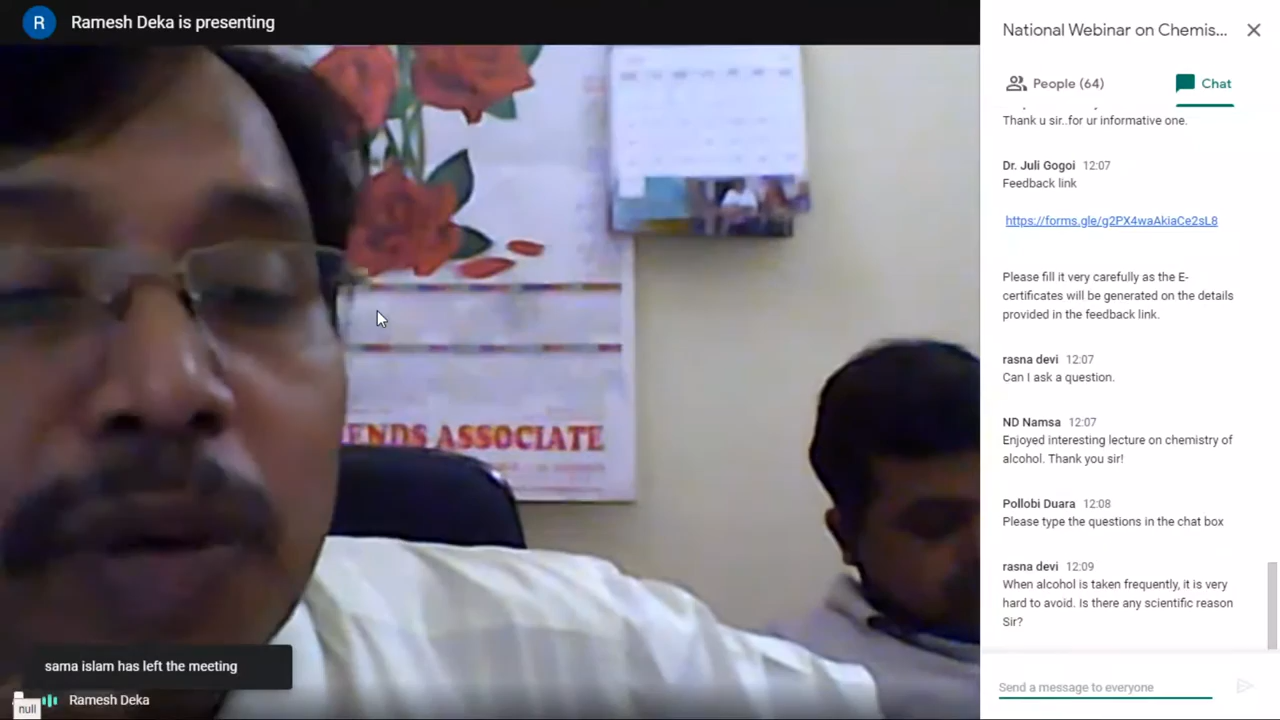 R
Ramesh Deka is presenting
National Webinar on Chemis...
People (64)
Chat
Thank u sir..for ur informative one.
Dr. Juli Gogoi 12:07
Feedback link
https://forms.gle/g2PX4waAkiaCe2sL8
Please fill it very carefully as the E-
certificates will be generated on the details
provided in the feedback link.
rasna devi 12:07
Can I ask a question.
ND Namsa 12:07
Enjoyed interesting lecture on chemistry of
alcohol. Thank you sir!
Pollobi Duara 12:08
Please type the questions in the chat box
rasna devi 12:09
When alcohol is taken frequently, it is very
hard to avoid. Is there any scientific reason
Sir?
Send a message to everyone
ENDS ASSOCIATE
sama islam has left the meeting
Ramesh Deka
null